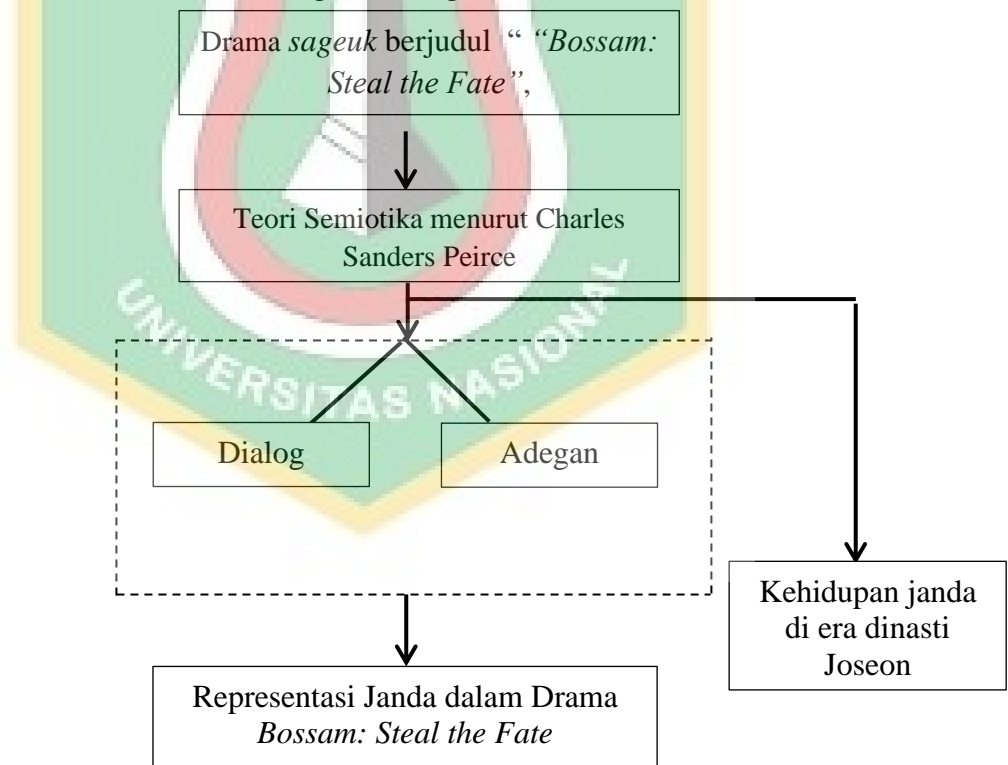 Drama sageuk berjudul “ “Bossam:
Steal the Fate”,
Teori Semiotika menurut Charles
Sanders Peirce
UNIVERSITAS NASIONAL
Dialog
Adegan
Kehidupan janda
di era dinasti
Joseon
Representasi Janda dalam Drama
Bossam: Steal the Fate